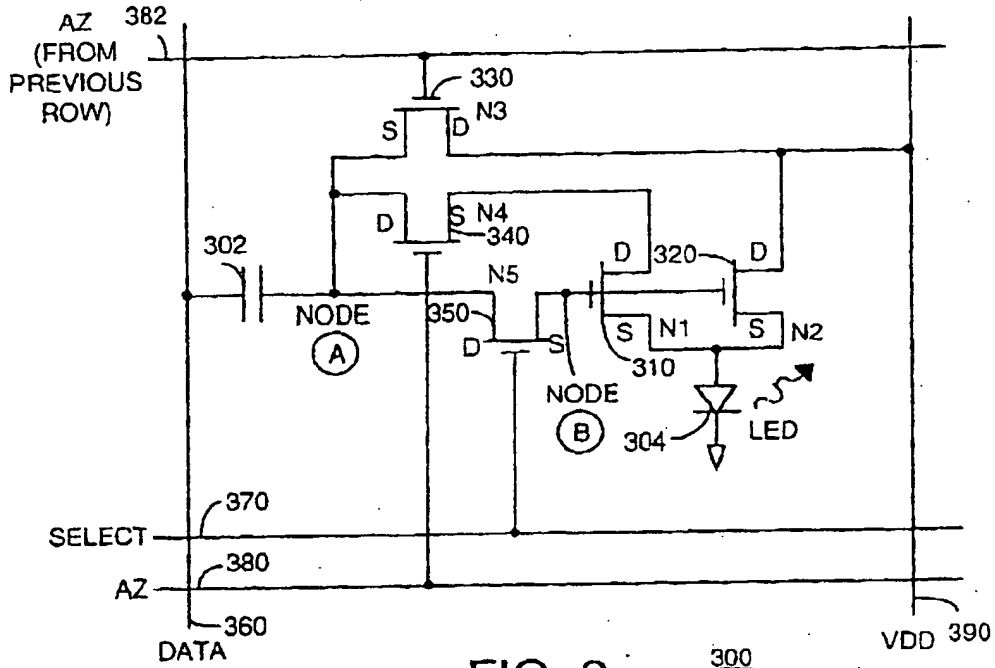 AZ
(FROM
PREVIOUS
ROW)
382
330
N3
S
D
D
S
N4
340
302
N5
NODE
A
350
D
S
D
S
N1
310
320
D
S
N2
NODE
B
304
LED
SELECT
370
AZ
380
360
DATA
VDD
390
300